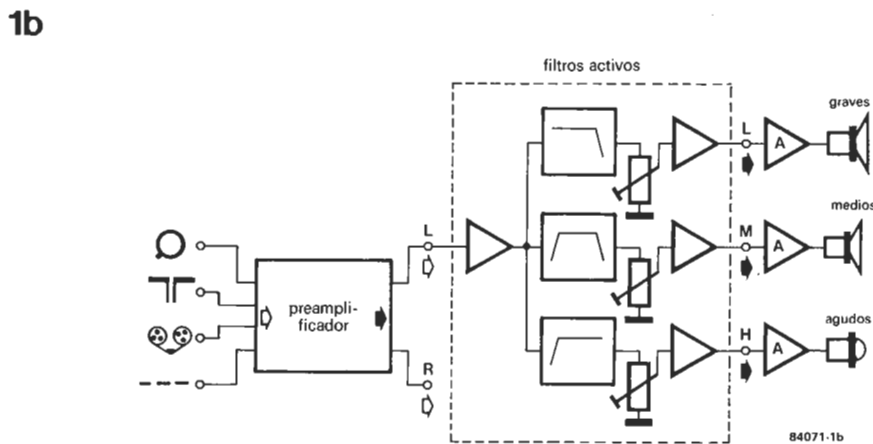 1b
filtros activos
graves
L
A
medios
L
M
A
preampli-
ficador
agudos
R
H
A
84071-1b